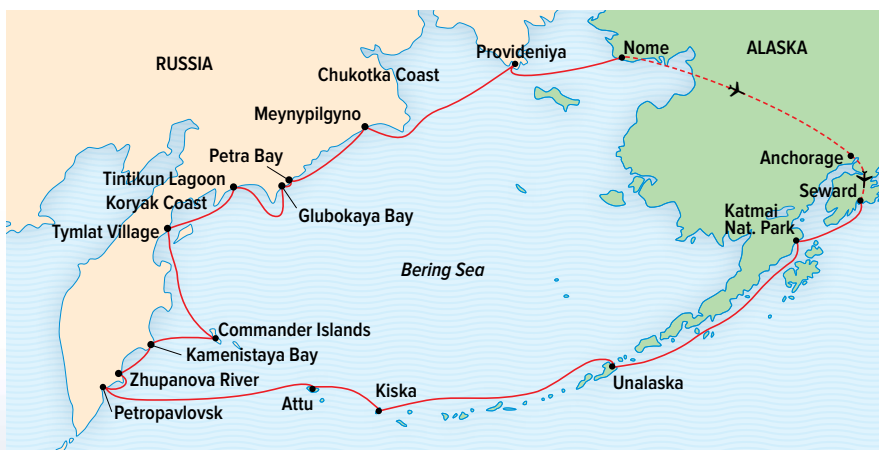 RUSSIA
ALASKA
Provideniya
Nome
Chukotka Coast
Meynypilgyno
Petra Bay
Anchorage
Tintikun Lagoon
Seward
Koryak Coast
Glubokaya Bay
Katmai
Nat. Park
Tymlat Village
Bering Sea
Commander Islands
Kamenistaya Bay
Zhupanova River
Unalaska
Kiska
Attu
Petropavlovsk